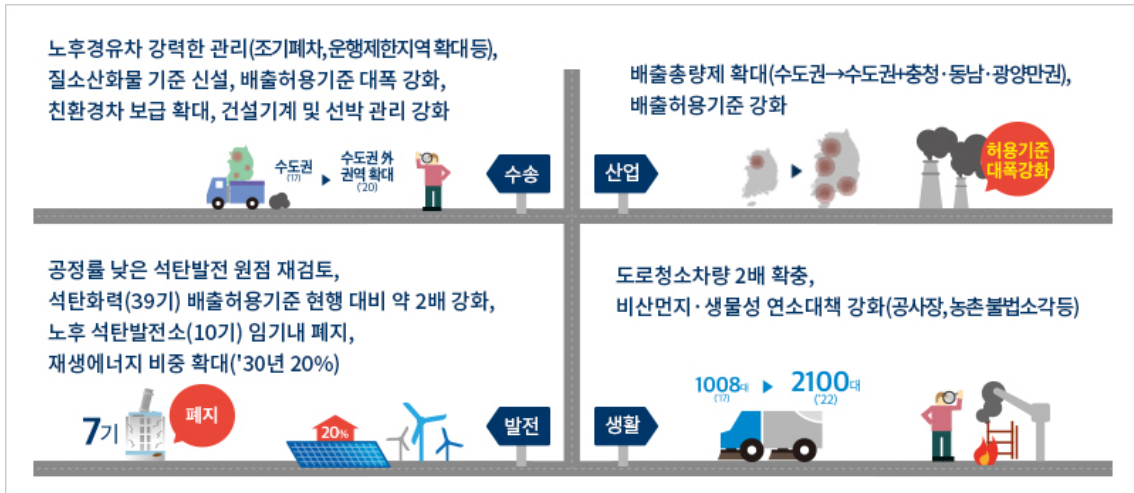 노후경유차 강력한 관리(조기폐차, 운행제한지역 확대 등),
질소산화물 기준 신설, 배출허용기준 대폭 강화,
친환경차 보급 확대, 건설기계 및 선박 관리 강화
수도권
('17)
▶
수도권 外
권역 확대
('20)
수송
배출총량제 확대(수도권→수도권+충청·동남·광양만권),
배출허용기준 강화
산업
▶
허용기준
대폭강화
공정률 낮은 석탄발전 원점 재검토,
석탄화력(39기) 배출허용기준 현행 대비 약 2배 강화,
노후 석탄발전소(10기) 임기내 폐지,
재생에너지 비중 확대('30년 20%)
7기
폐지
20%
발전
도로청소차량 2배 확충,
비산먼지·생물성 연소대책 강화(공사장, 농촌 불법소각 등)
1008대
('17)
▶
2100대
('22)
생활